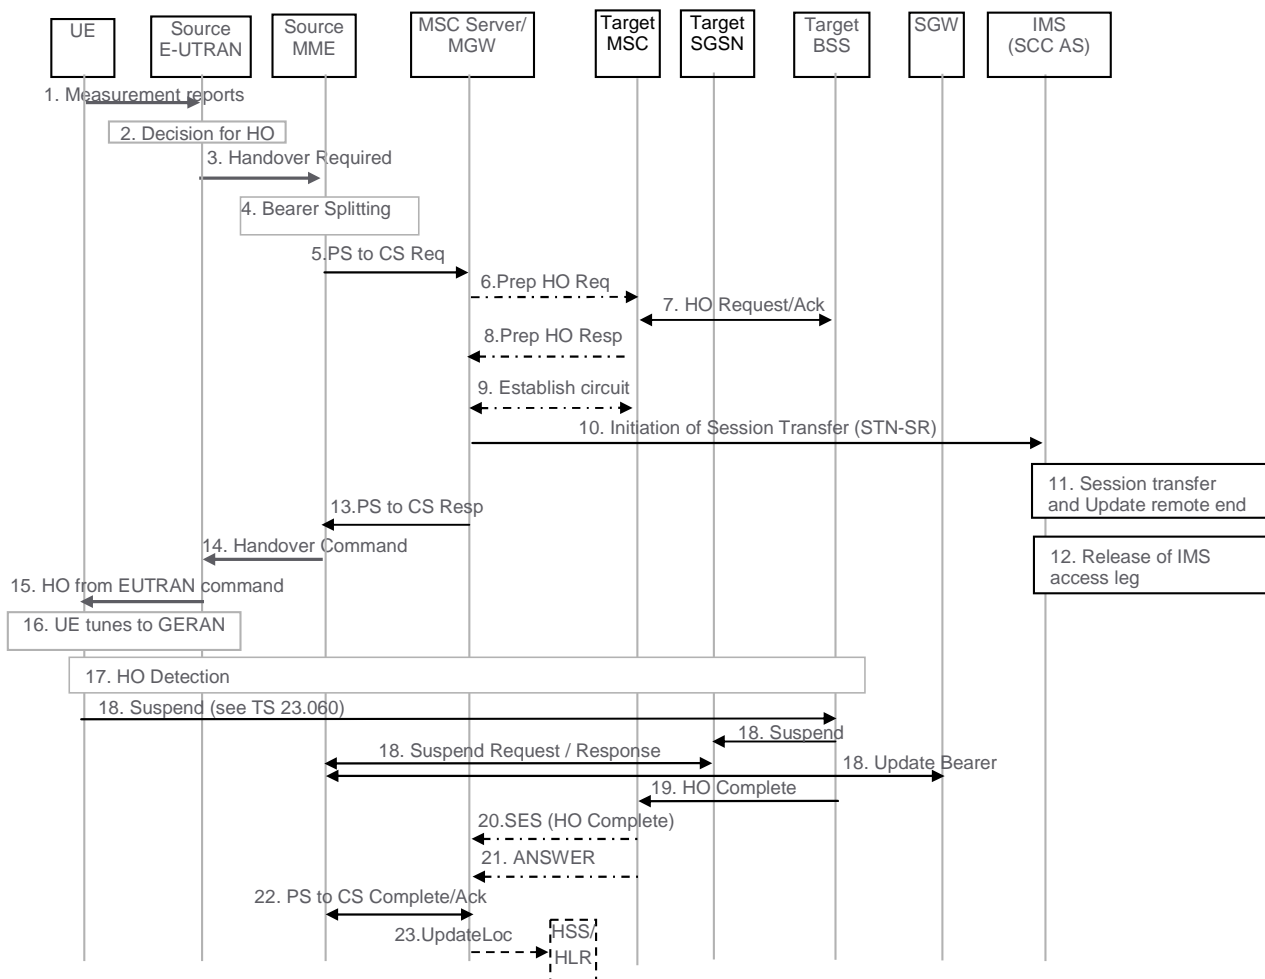 UE
Source
E-UTRAN
Source
MME
MSC Server/
MGW
Target
MSC
Target
SGSN
Target
BSS
SGW
IMS
(SCC AS)
1. Measurement reports
2. Decision for HO
3. Handover Required
4. Bearer Splitting
5.PS to CS Req
6.Prep HO Req
7. HO Request/Ack
8.Prep HO Resp
9. Establish circuit
10. Initiation of Session Transfer (STN-SR)
11. Session transfer
and Update remote end
13.PS to CS Resp
14. Handover Command
12. Release of IMS
access leg
15. HO from EUTRAN command
16. UE tunes to GERAN
17. HO Detection
18. Suspend (see TS 23.060)
18. Suspend
18. Suspend Request / Response
18. Update Bearer
19. HO Complete
20.SES (HO Complete)
21. ANSWER
22. PS to CS Complete/Ack
23.UpdateLoc
HSS/
HLR